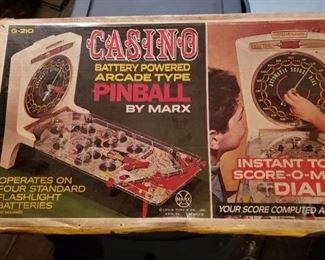 G-210
CASINO
BATTERY POWERED
ARCADE TYPE
PINBALL
BY MARX
OPERATES ON
FOUR STANDARD
FLASHLIGHT
BATTERIES
MARX
INSTANT TO
SCORE-O-M
DIAL
YOUR SCORE COMPUTED A